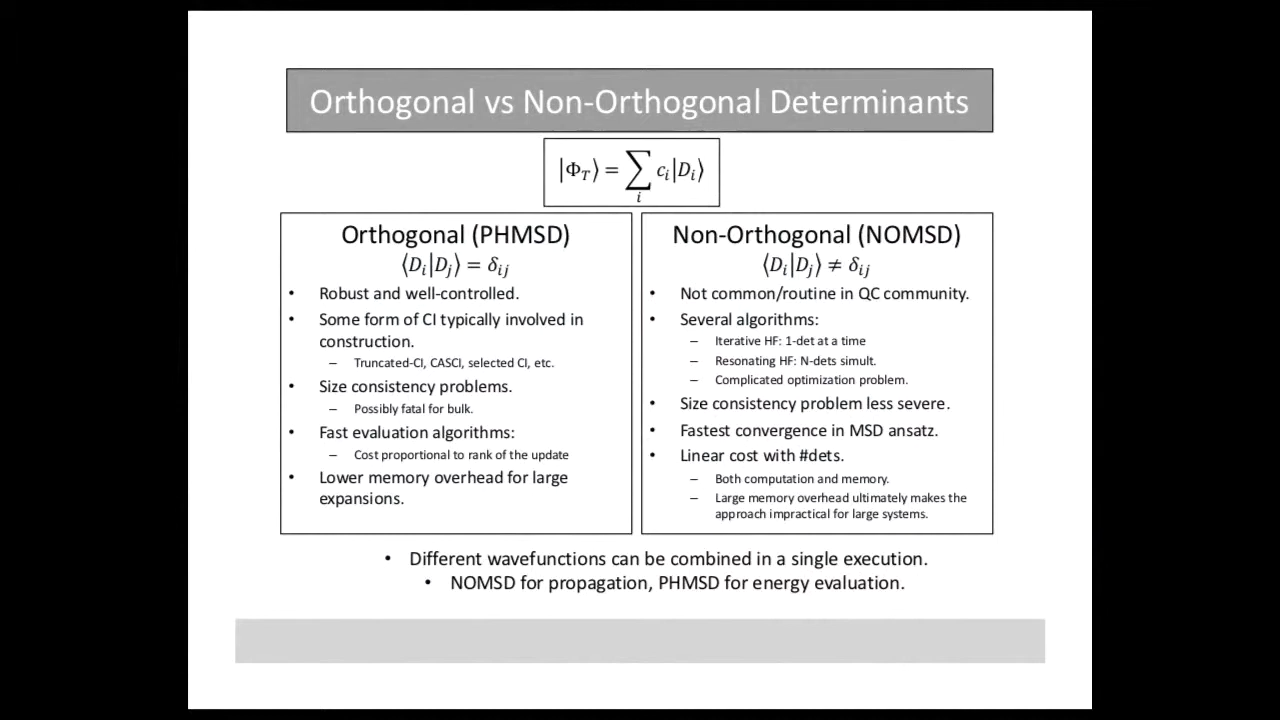 Orthogonal vs Non-Orthogonal Determinants
|Φ_T⟩ = ∑_i c_i|D_i⟩
Orthogonal (PHMSD)
⟨D_i|D_j⟩ = δ_ij
• Robust and well-controlled.
• Some form of CI typically involved in
construction.
– Truncated-CI, CASCI, selected CI, etc.
• Size consistency problems.
– Possibly fatal for bulk.
• Fast evaluation algorithms:
– Cost proportional to rank of the update
• Lower memory overhead for large
expansions.
Non-Orthogonal (NOMSD)
⟨D_i|D_j⟩ ≠ δ_ij
• Not common/routine in QC community.
• Several algorithms:
– Iterative HF: 1-det at a time
– Resonating HF: N-dets simult.
– Complicated optimization problem.
• Size consistency problem less severe.
• Fastest convergence in MSD ansatz.
• Linear cost with #dets.
– Both computation and memory.
– Large memory overhead ultimately makes the
approach impractical for large systems.
• Different wavefunctions can be combined in a single execution.
• NOMSD for propagation, PHMSD for energy evaluation.